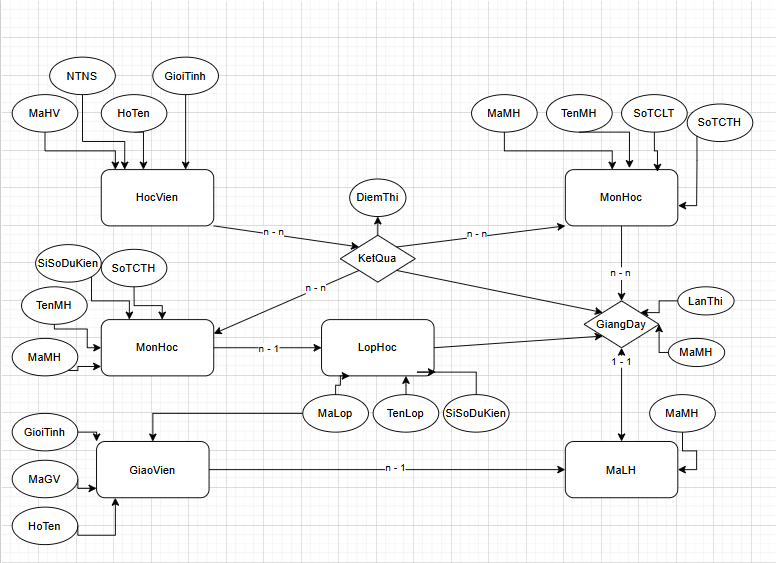 NTNS
GioiTinh
MaHV
HoTen
MaMH
TenMH
SoTCLT
SoTCTH
HocVien
DiemThi
MonHoc
n - n
n - n
KetQua
SiSoDuKien
SoTCTH
n - n
n - n
TenMH
LanThi
GiangDay
MaMH
MonHoc
n - 1
LopHoc
MaMH
1 - 1
MaLop
TenLop
SiSoDuKien
MaMH
GioiTinh
GiaoVien
n - 1
MaLH
MaGV
HoTen